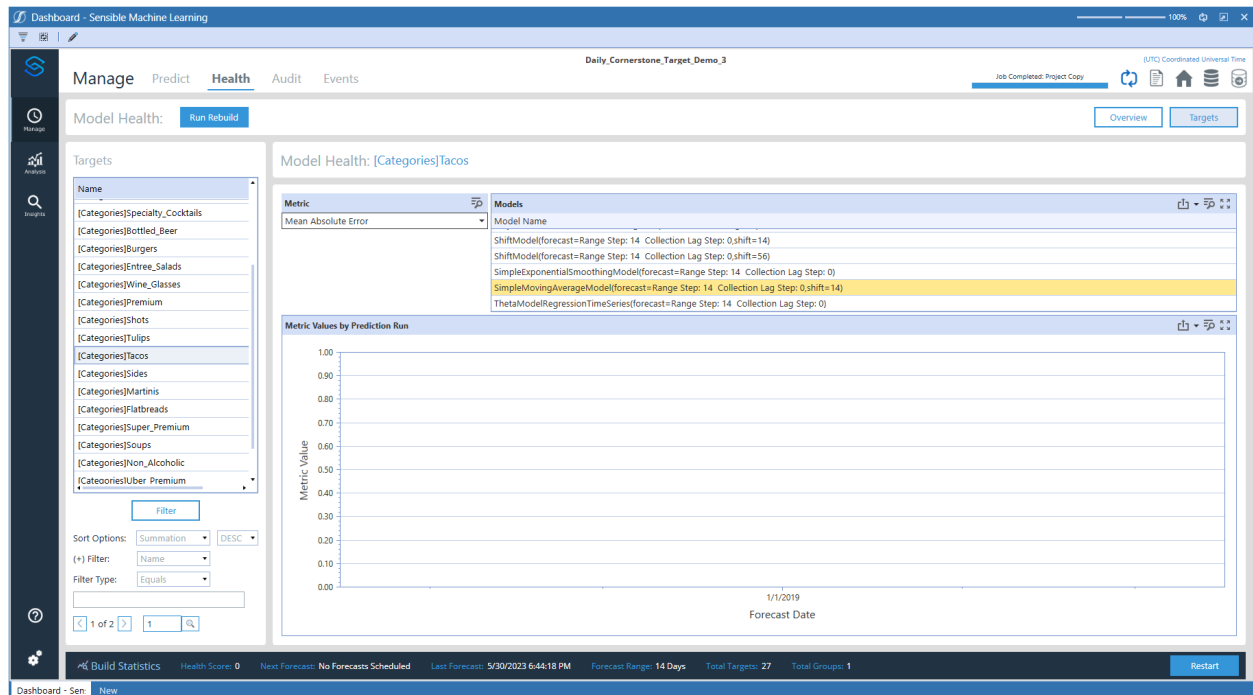 Dashboard - Sensible Machine Learning
100%
Daily_Cornerstone_Target_Demo_3
(UTC) Coordinated Universal Time
Manage Predict Health Audit Events
Job Completed: Project Copy
Manage
Analysis
Insights
Model Health: Run Rebuild
Overview Targets
Targets
Name
[Categories]Specialty_Cocktails
[Categories]Bottled_Beer
[Categories]Burgers
[Categories]Entree_Salads
[Categories]Wine_Glasses
[Categories]Premium
[Categories]Shots
[Categories]Tulips
[Categories]Tacos
[Categories]Sides
[Categories]Martinis
[Categories]Flatbreads
[Categories]Super_Premium
[Categories]Soups
[Categories]Non_Alcoholic
[Categories]Uber_Premium
Filter
Sort Options: Summation DESC
(+) Filter: Name
Filter Type: Equals
1 of 2 1
Model Health: [Categories]Tacos
Metric
Mean Absolute Error
Models
Model Name
ShiftModel(forecast=Range Step: 14 Collection Lag Step: 0,shift=14)
ShiftModel(forecast=Range Step: 14 Collection Lag Step: 0,shift=56)
SimpleExponentialSmoothingModel(forecast=Range Step: 14 Collection Lag Step: 0)
SimpleMovingAverageModel(forecast=Range Step: 14 Collection Lag Step: 0,shift=14)
ThetaModelRegressionTimeSeries(forecast=Range Step: 14 Collection Lag Step: 0)
Metric Values by Prediction Run
Metric Value
1.00
0.90
0.80
0.70
0.60
0.50
0.40
0.30
0.20
0.10
0.00
1/1/2019
Forecast Date
Build Statistics Health Score: 0 Next Forecast: No Forecasts Scheduled Last Forecast: 5/30/2023 6:44:18 PM Forecast Range: 14 Days Total Targets: 27 Total Groups: 1 Restart
Dashboard - Sen: New